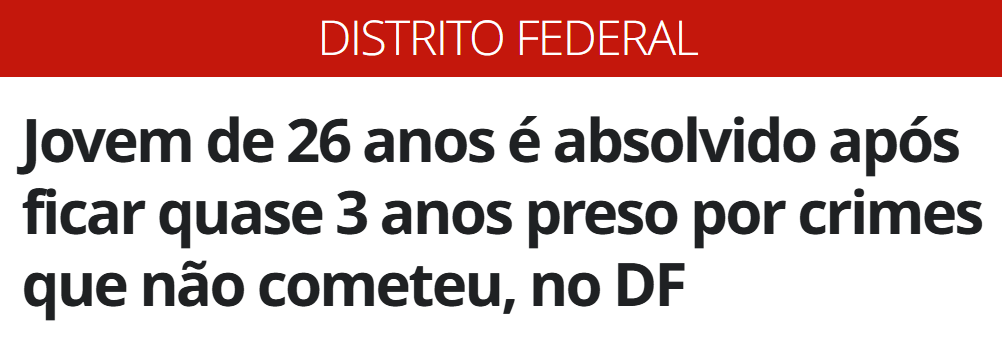 DISTRITO FEDERAL
Jovem de 26 anos é absolvido após
ficar quase 3 anos preso por crimes
que não cometeu, no DF